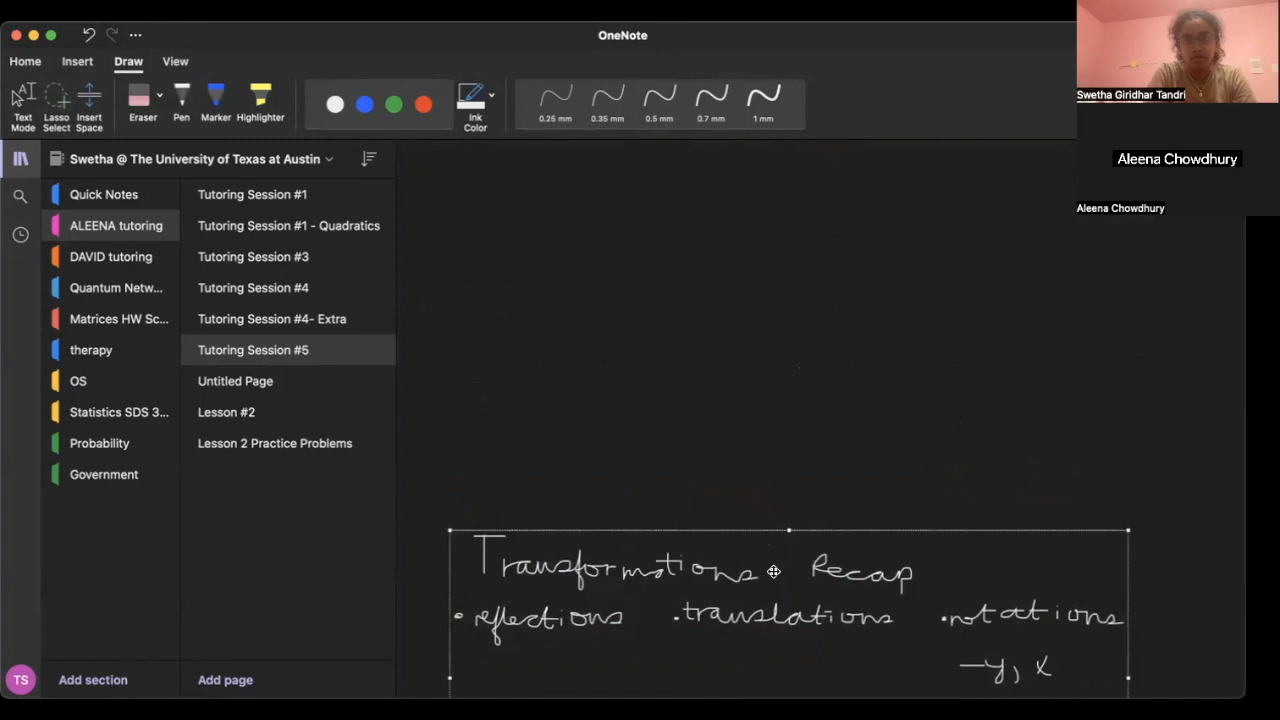 OneNote
Home Insert Draw View
Text Mode
Lasso Select
Insert Space
Eraser
Pen
Marker
Highlighter
Ink Color
0.25 mm 0.35 mm 0.5 mm 0.7 mm 1 mm
Swetha Giridhar Tandri
Aleena Chowdhury
Aleena Chowdhury
Swetha @ The University of Texas at Austin
Quick Notes
ALEENA tutoring
DAVID tutoring
Quantum Netw...
Matrices HW Sc...
therapy
OS
Statistics SDS 3...
Probability
Government
Tutoring Session #1
Tutoring Session #1 - Quadratics
Tutoring Session #3
Tutoring Session #4
Tutoring Session #4- Extra
Tutoring Session #5
Untitled Page
Lesson #2
Lesson 2 Practice Problems
Transformations Recap
• reflections • translations • rotations
-y, x
TS Add section Add page